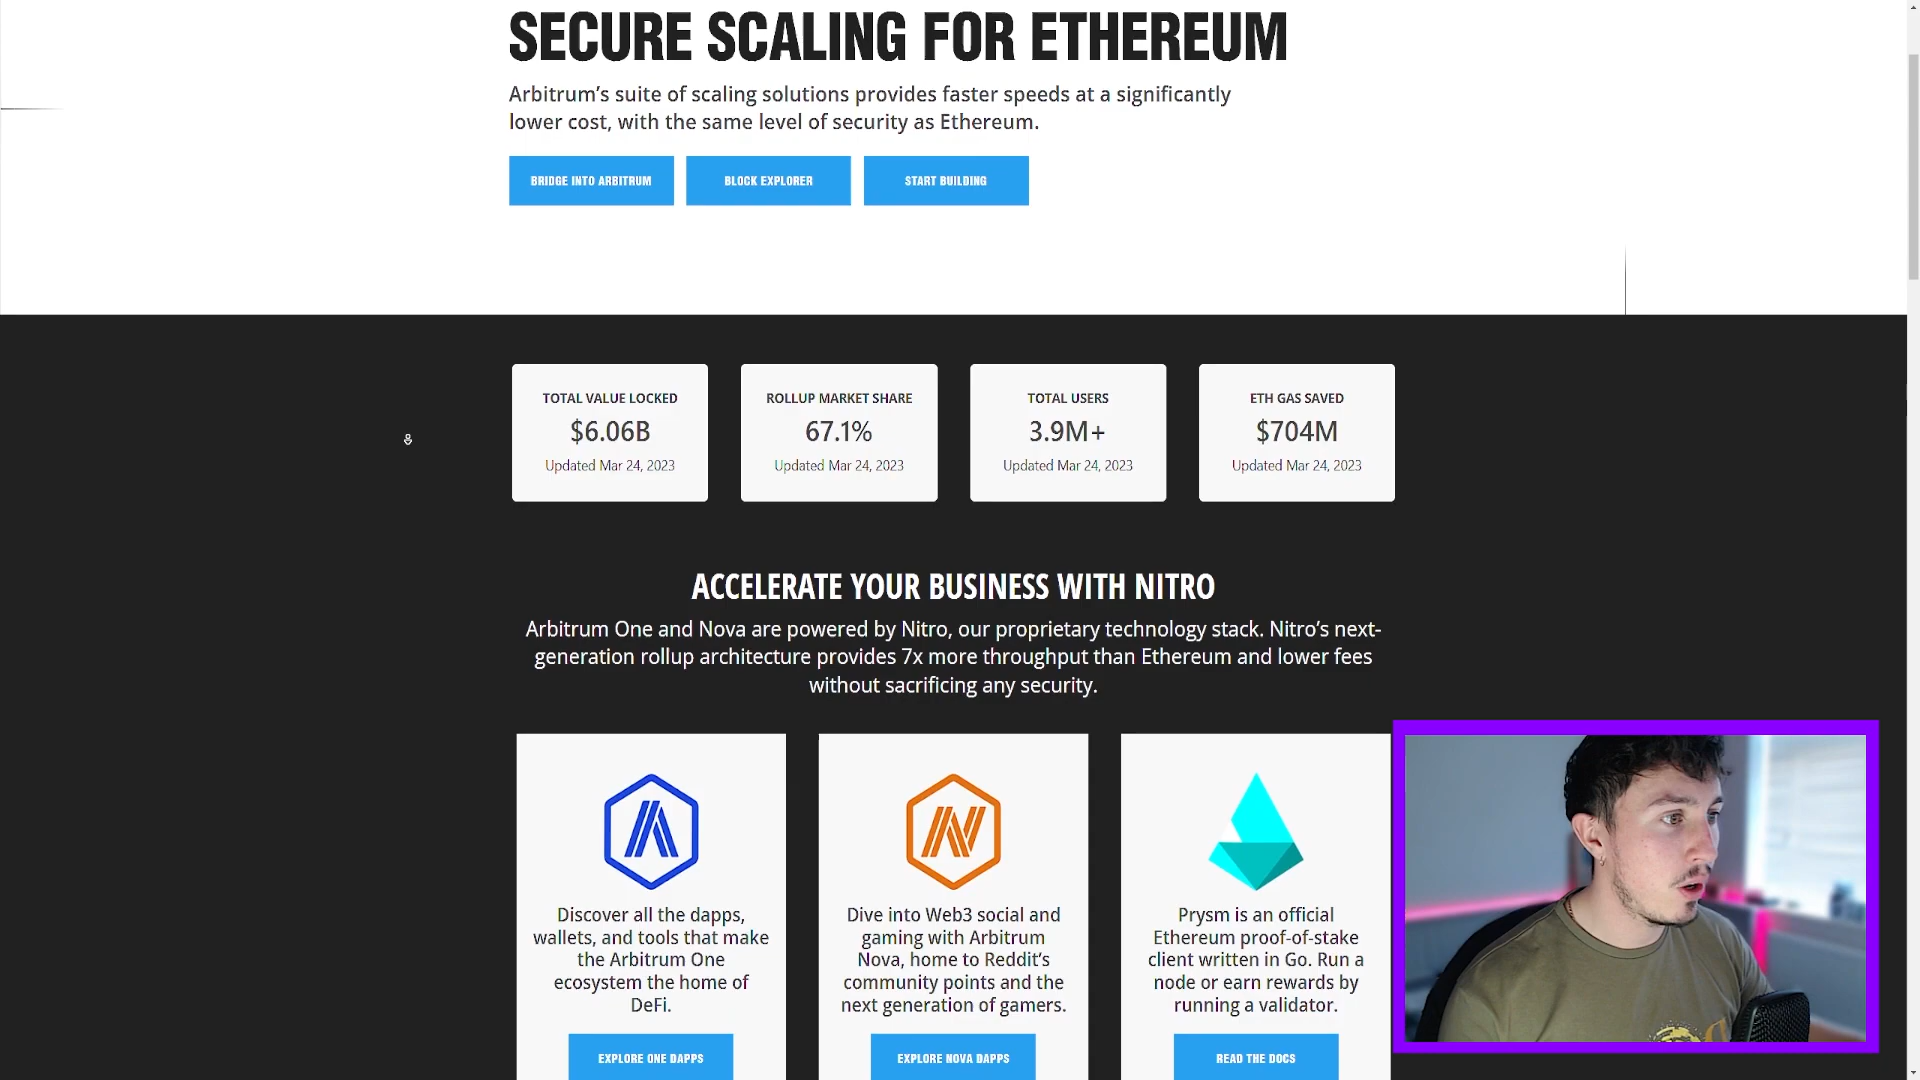 SECURE SCALING FOR ETHEREUM
Arbitrum’s suite of scaling solutions provides faster speeds at a significantly
lower cost, with the same level of security as Ethereum.
BRIDGE INTO ARBITRUM
BLOCK EXPLORER
START BUILDING
TOTAL VALUE LOCKED
$6.06B
Updated Mar 24, 2023
ROLLUP MARKET SHARE
67.1%
Updated Mar 24, 2023
TOTAL USERS
3.9M+
Updated Mar 24, 2023
ETH GAS SAVED
$704M
Updated Mar 24, 2023
ACCELERATE YOUR BUSINESS WITH NITRO
Arbitrum One and Nova are powered by Nitro, our proprietary technology stack. Nitro’s next-
generation rollup architecture provides 7x more throughput than Ethereum and lower fees
without sacrificing any security.
Discover all the dapps,
wallets, and tools that make
the Arbitrum One
ecosystem the home of
DeFi.
EXPLORE ONE DAPPS
Dive into Web3 social and
gaming with Arbitrum
Nova, home to Reddit’s
community points and the
next generation of gamers.
EXPLORE NOVA DAPPS
Prysm is an official
Ethereum proof-of-stake
client written in Go. Run a
node or earn rewards by
running a validator.
READ THE DOCS